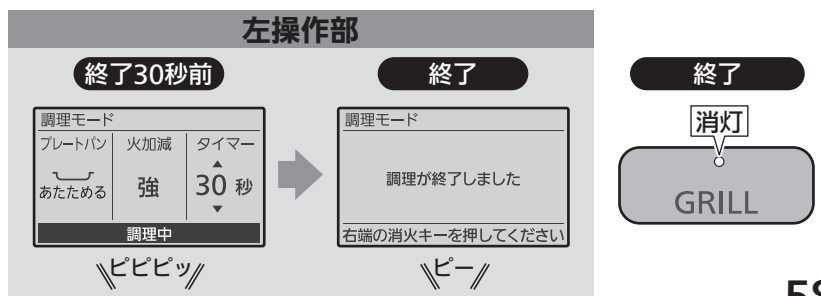 左操作部
終了30秒前
調理モード
プレートパン 火加減 タイマー
あたためる 強 30 秒
調理中
ピピピッ
終了
調理モード
調理が終了しました
右端の消火キーを押してください
ピー
終了
消灯
GRILL